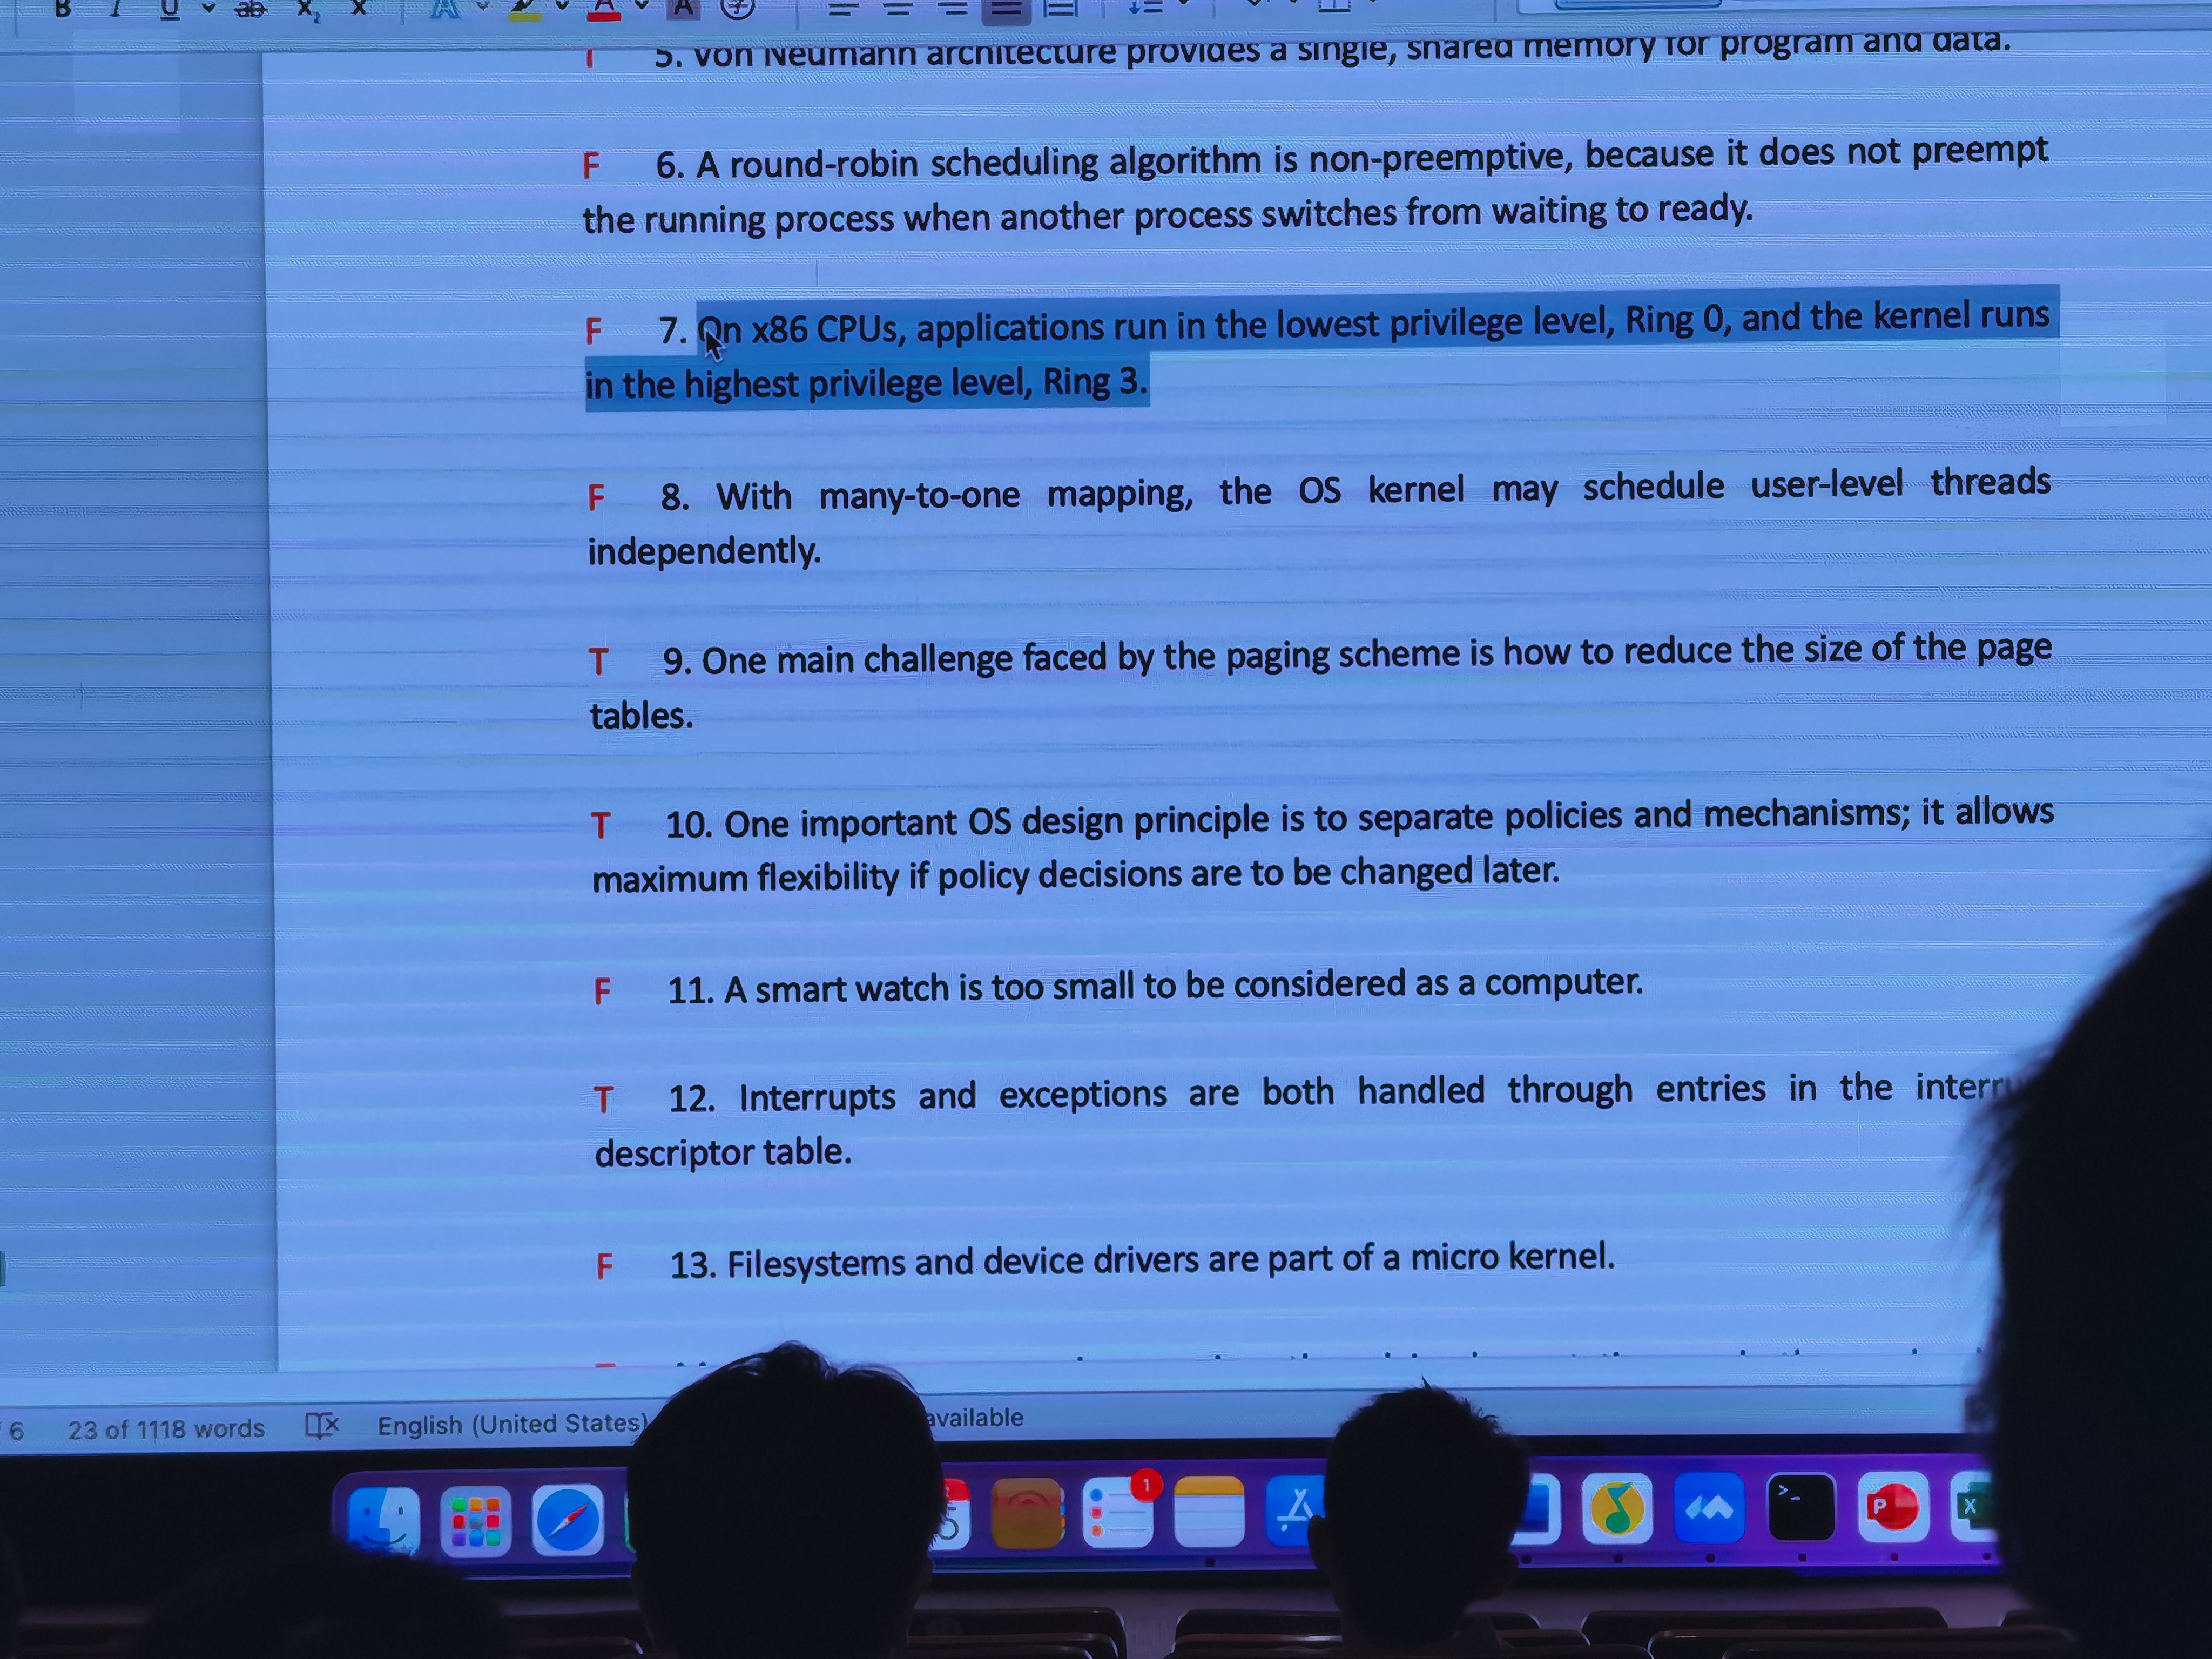 B I U ab X₂ X A A
T 5. Von Neumann architecture provides a single, shared memory for program and data.
F 6. A round-robin scheduling algorithm is non-preemptive, because it does not preempt
the running process when another process switches from waiting to ready.
F 7. On x86 CPUs, applications run in the lowest privilege level, Ring 0, and the kernel runs
in the highest privilege level, Ring 3.
F 8. With many-to-one mapping, the OS kernel may schedule user-level threads
independently.
T 9. One main challenge faced by the paging scheme is how to reduce the size of the page
tables.
T 10. One important OS design principle is to separate policies and mechanisms; it allows
maximum flexibility if policy decisions are to be changed later.
F 11. A smart watch is too small to be considered as a computer.
T 12. Interrupts and exceptions are both handled through entries in the
descriptor table.
F 13. Filesystems and device drivers are part of a micro kernel.
6 23 of 1118 words English (United States) available
1
5 >_ P X